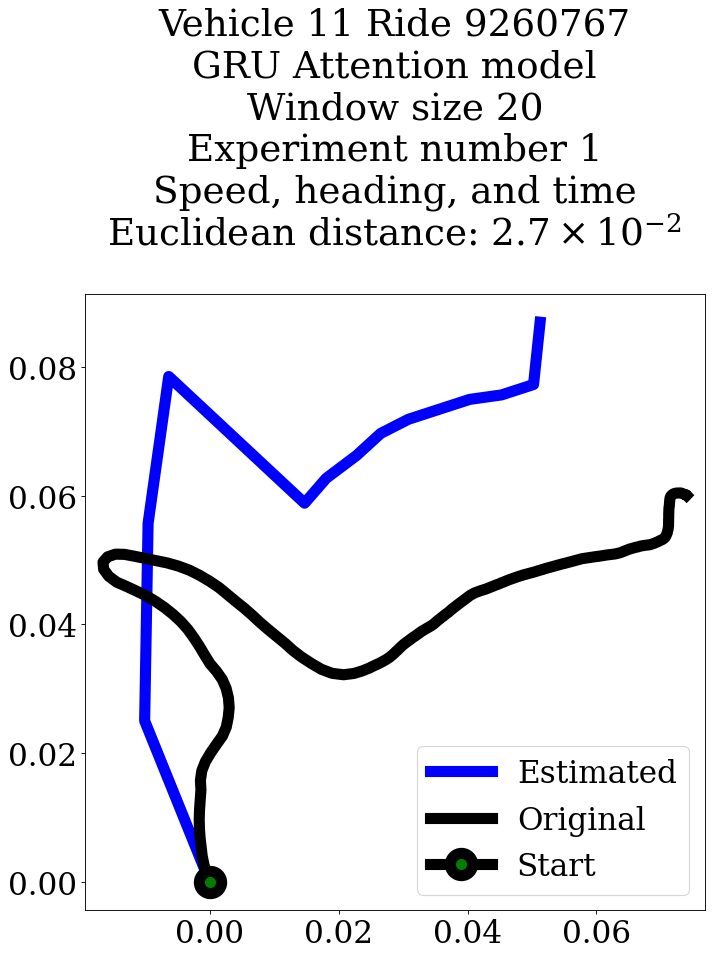 Vehicle 11 Ride 9260767
GRU Attention model
Window size 20
Experiment number 1
Speed, heading, and time
Euclidean distance: 2.7 × 10⁻²
0.08
0.06
0.04
0.02
0.00
Estimated
Original
Start
0.00 0.02 0.04 0.06